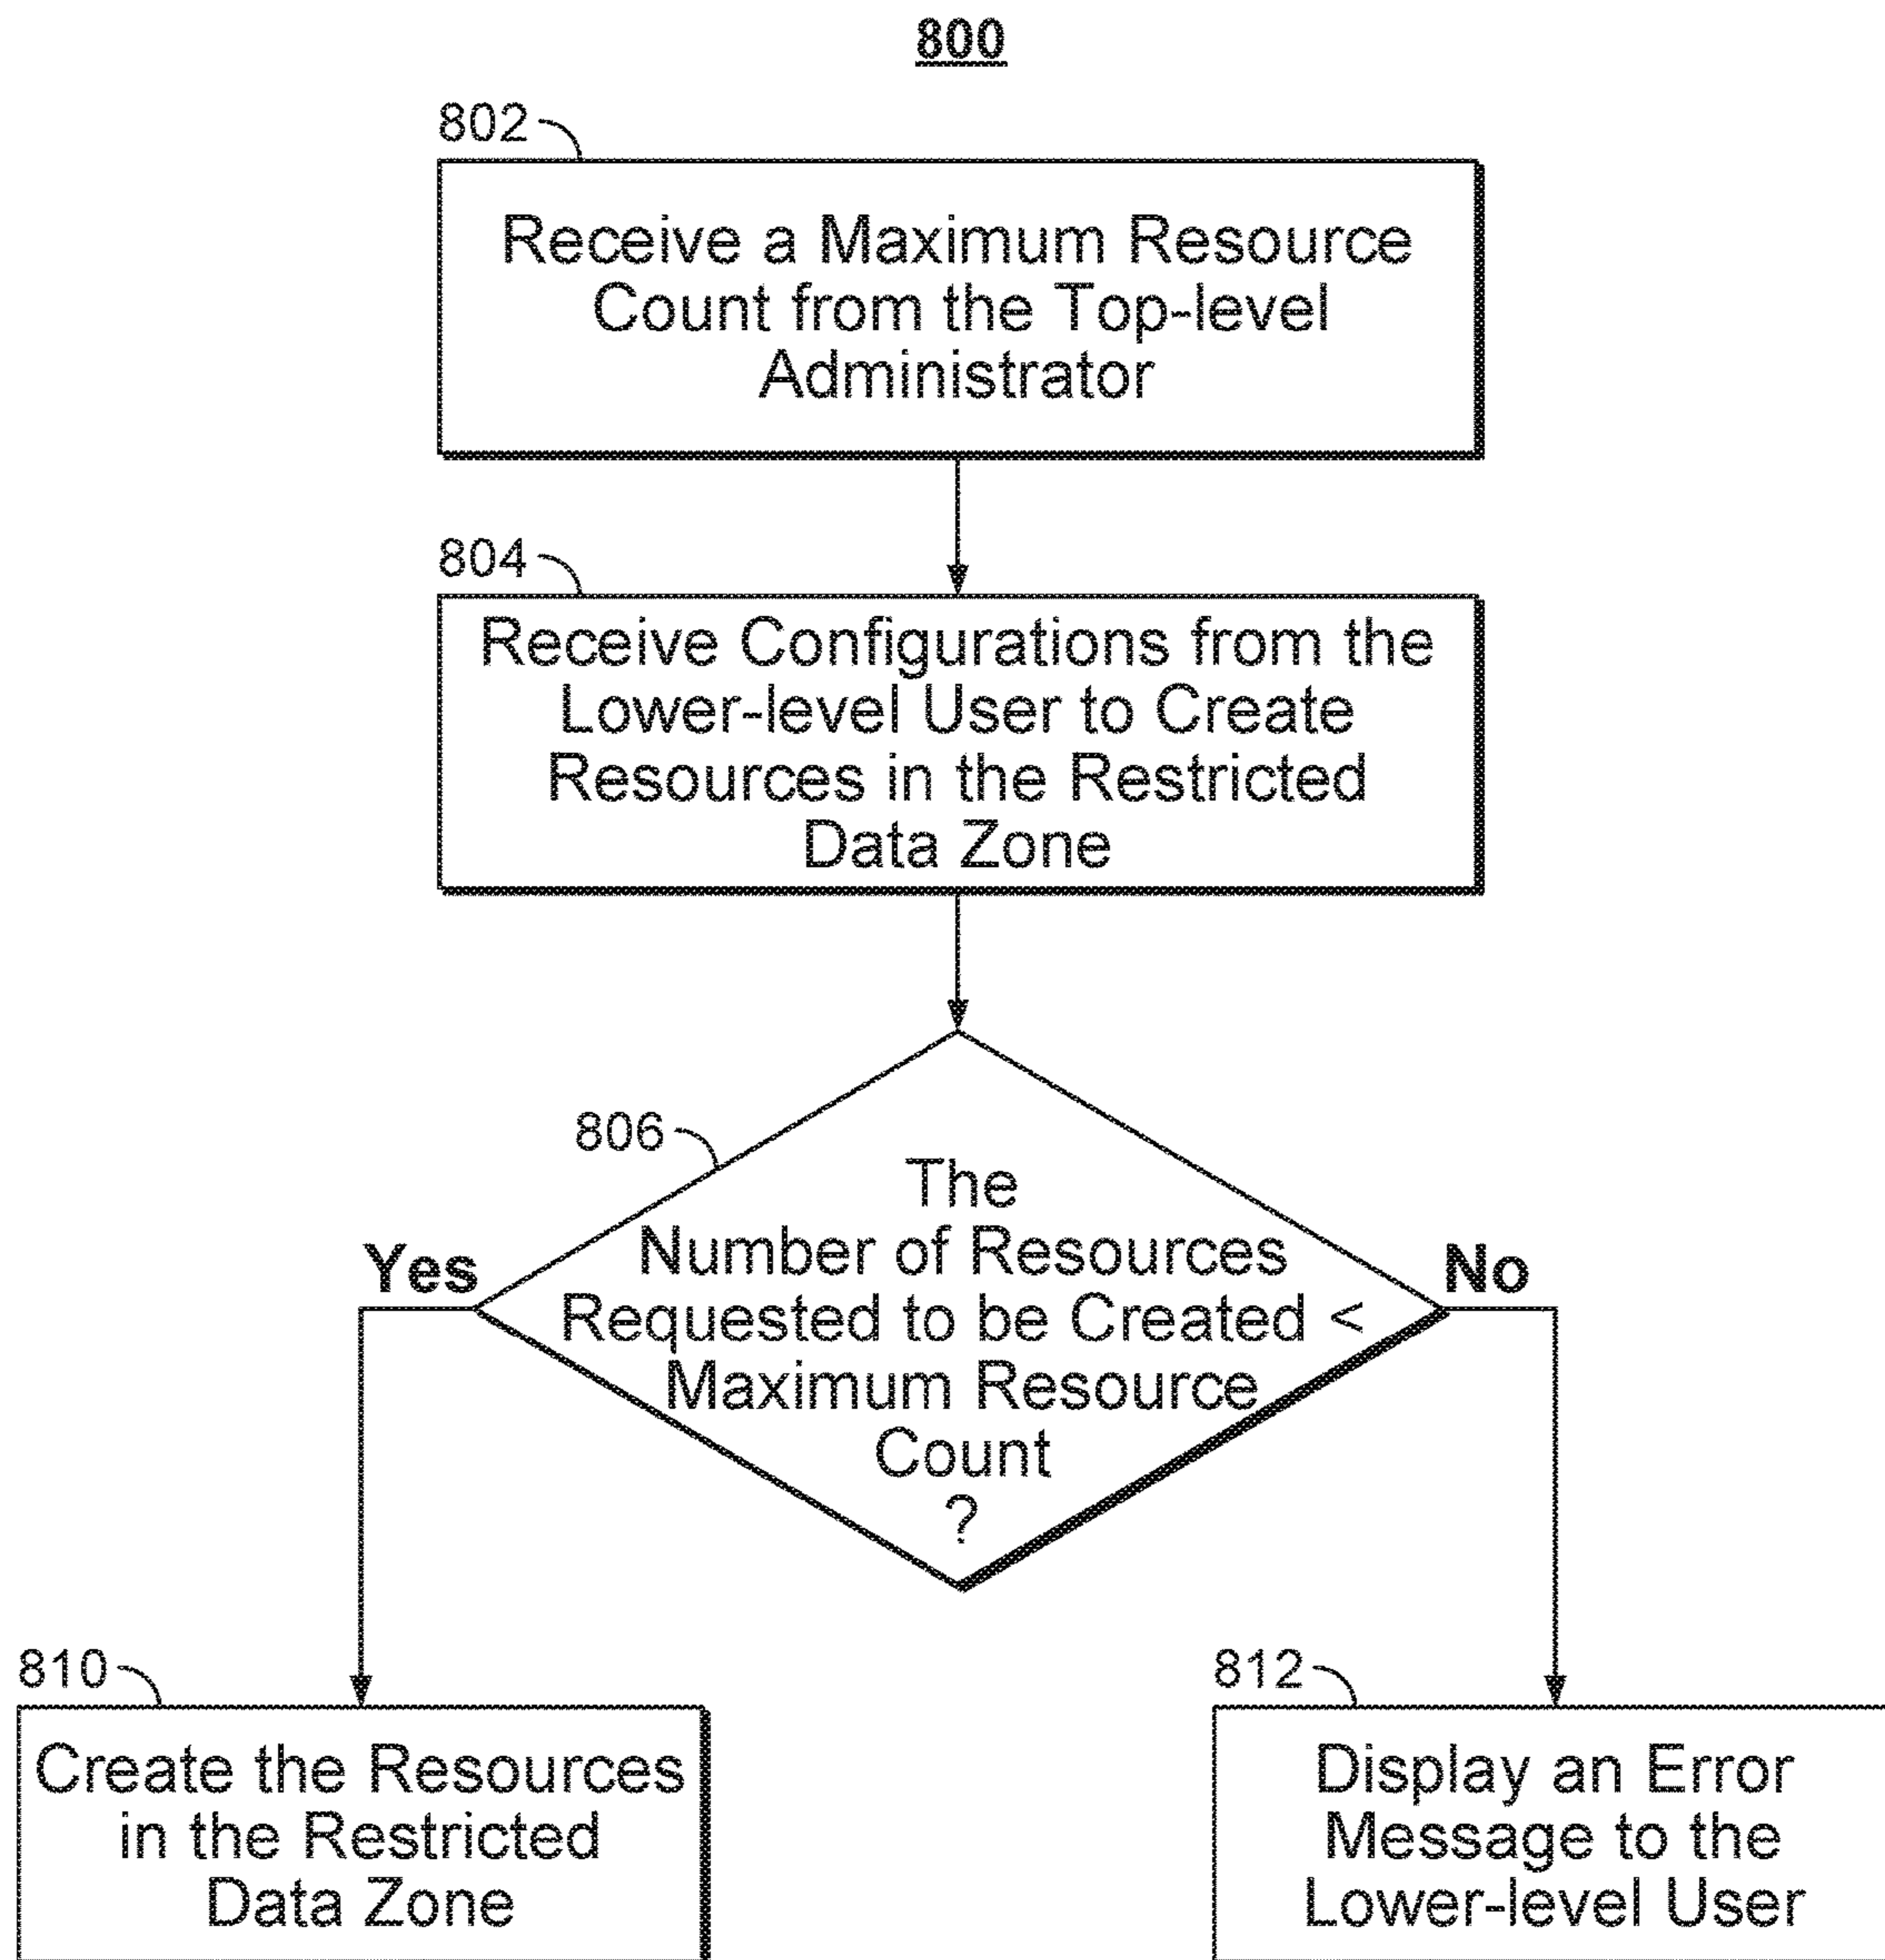 800
802
Receive a Maximum Resource
Count from the Top-level
Administrator
804
Receive Configurations from the
Lower-level User to Create
Resources in the Restricted
Data Zone
806
The
Number of Resources
Requested to be Created <
Maximum Resource
Count
?
Yes
No
810
Create the Resources
in the Restricted
Data Zone
812
Display an Error
Message to the
Lower-level User